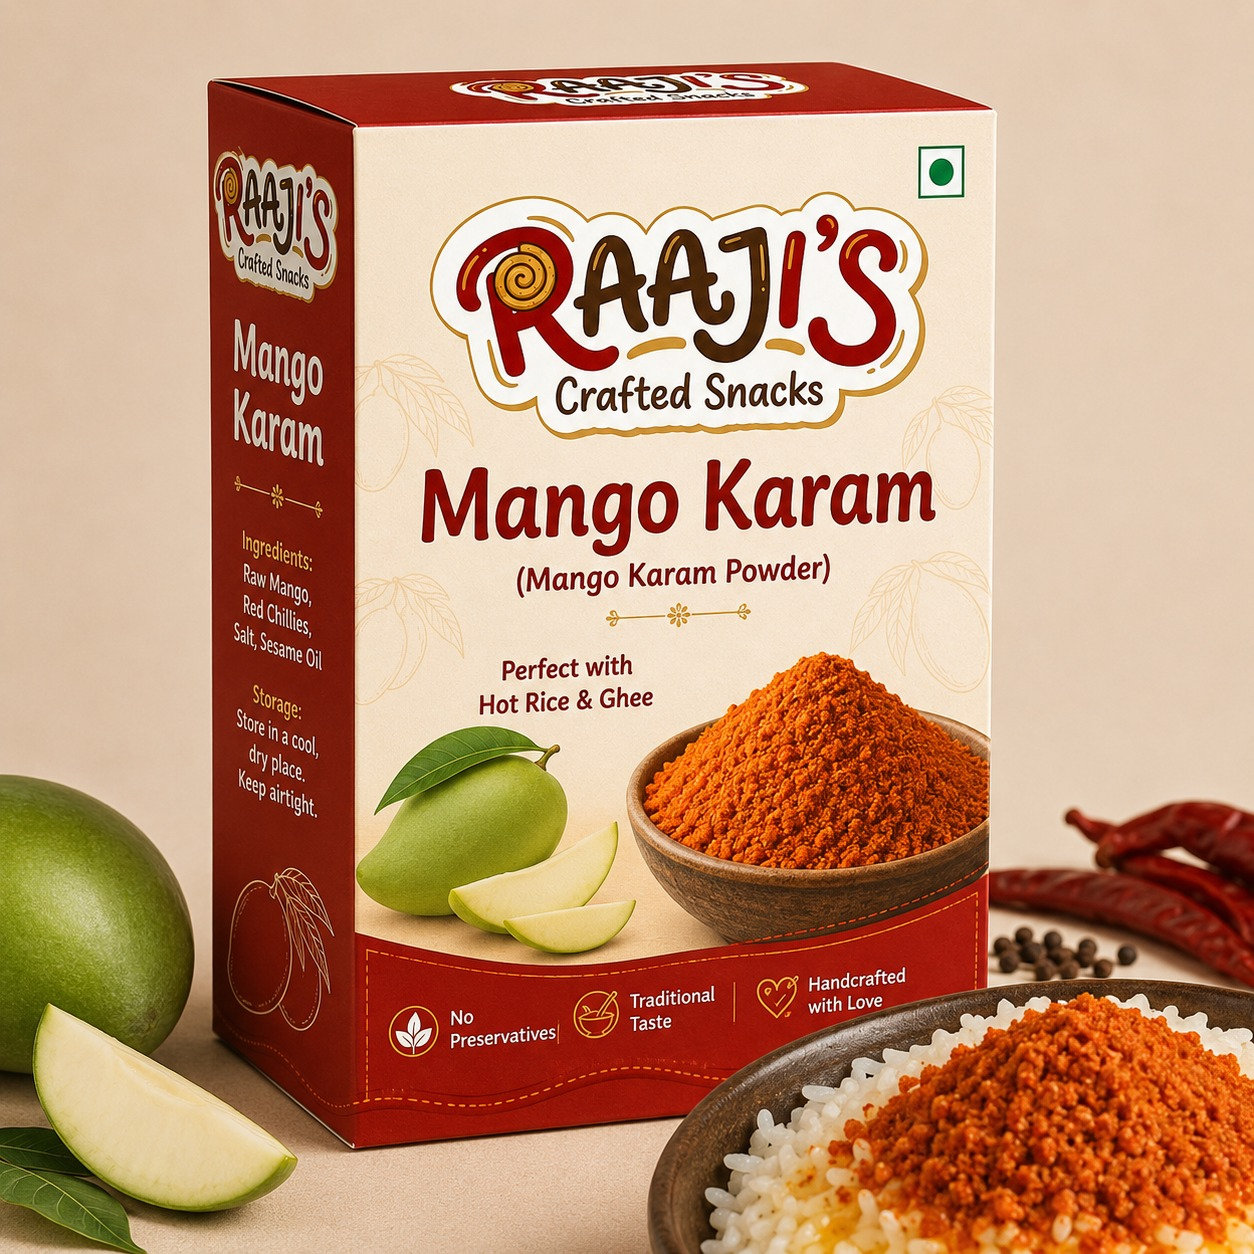 RAAJI'S
Crafted Snacks
RAAJI'S
Crafted Snacks
Mango
Karam
Ingredients:
Raw Mango,
Red Chillies,
Salt, Sesame Oil
Storage:
Store in a cool,
dry place.
Keep airtight.
RAAJI'S
Crafted Snacks
Mango Karam
(Mango Karam Powder)
Perfect with
Hot Rice & Ghee
No
Preservatives
Traditional
Taste
Handcrafted
with Love